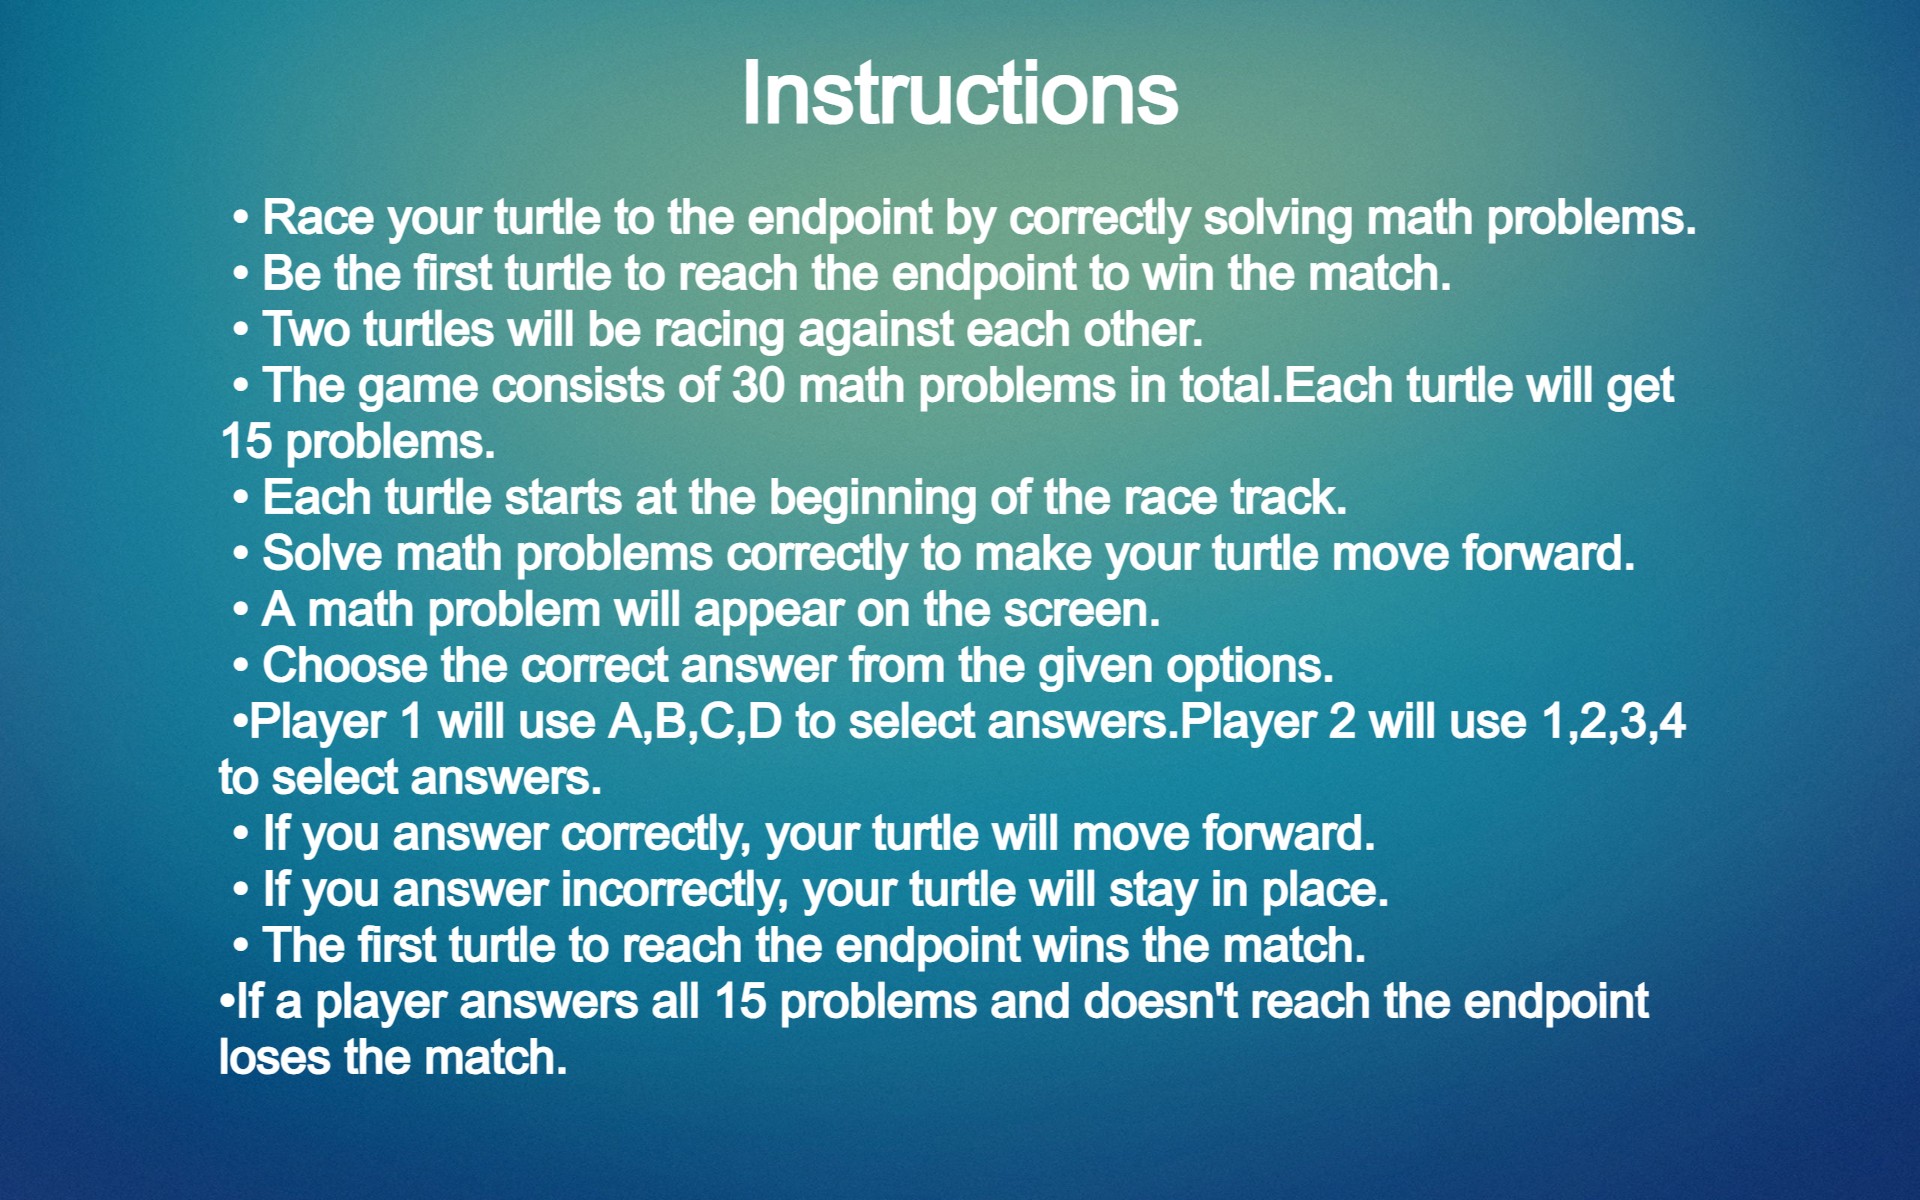 Instructions
• Race your turtle to the endpoint by correctly solving math problems.
• Be the first turtle to reach the endpoint to win the match.
• Two turtles will be racing against each other.
• The game consists of 30 math problems in total.Each turtle will get
15 problems.
• Each turtle starts at the beginning of the race track.
• Solve math problems correctly to make your turtle move forward.
• A math problem will appear on the screen.
• Choose the correct answer from the given options.
•Player 1 will use A,B,C,D to select answers.Player 2 will use 1,2,3,4
to select answers.
• If you answer correctly, your turtle will move forward.
• If you answer incorrectly, your turtle will stay in place.
• The first turtle to reach the endpoint wins the match.
•If a player answers all 15 problems and doesn't reach the endpoint
loses the match.